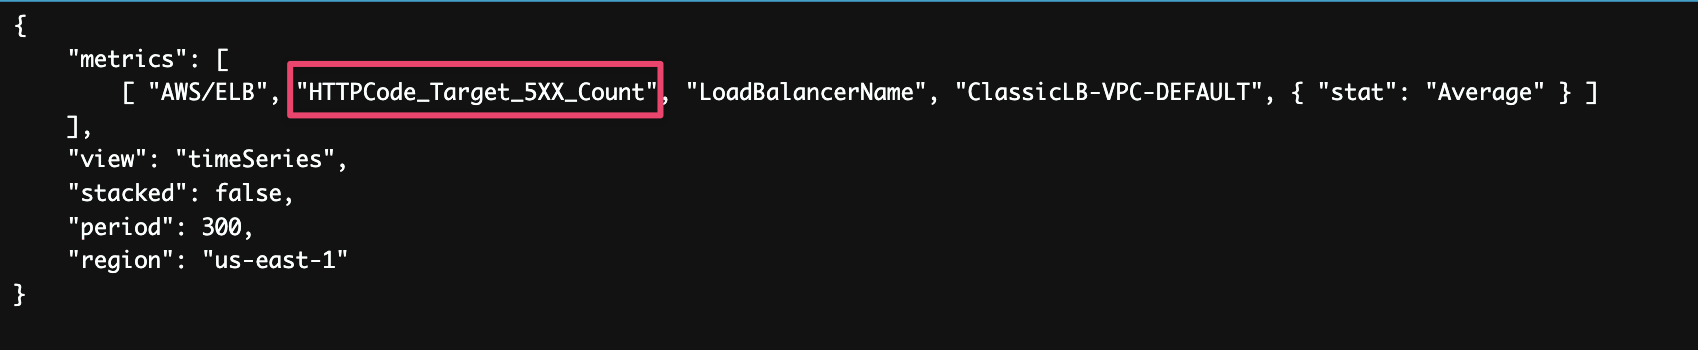 {
    "metrics": [
        [ "AWS/ELB", "HTTPCode_Target_5XX_Count", "LoadBalancerName", "ClassicLB-VPC-DEFAULT", { "stat": "Average" } ]
    ],
    "view": "timeSeries",
    "stacked": false,
    "period": 300,
    "region": "us-east-1"
}